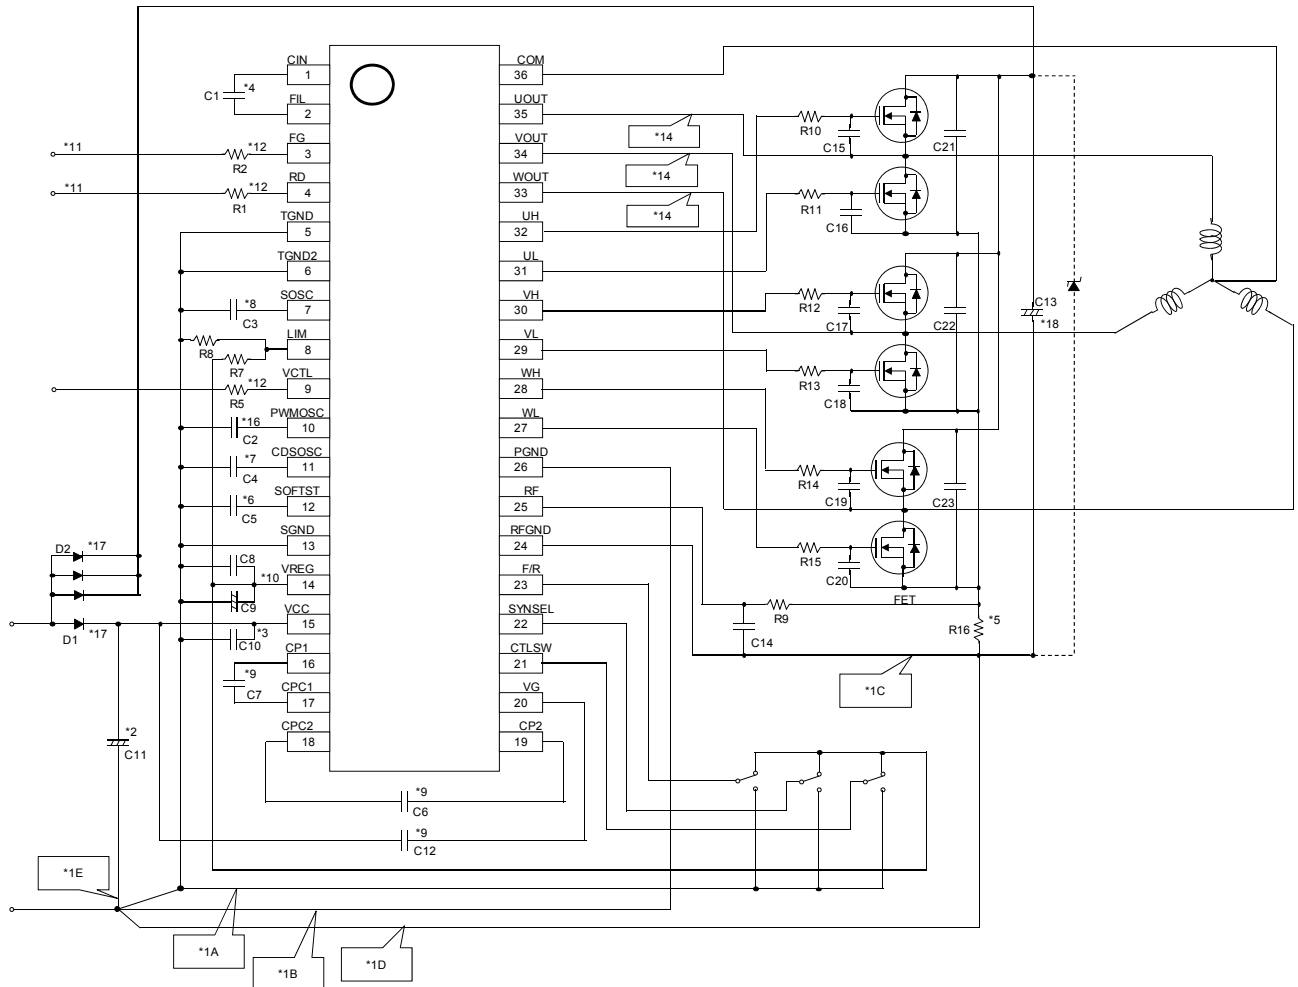 CIN
1
COM
36
C1 *4
FIL
2
UOUT
35
R10
C15
C21
*11
*12
R2
FG
3
VOUT
34
*14
*11
*12
R1
RD
4
WOUT
33
*14
*14
R11
C16
TGND
5
UH
32
TGND2
6
UL
31
*8
C3
SOSC
7
VH
30
R12
C17
C22
C13
*18
R8
R7
LIM
8
VL
29
R13
C18
*12
R5
VCTL
9
WH
28
*16
C2
PWMOSC
10
WL
27
*7
C4
CDSOSC
11
PGND
26
R14
C19
C23
*6
C5
SOFTST
12
RF
25
SGND
13
RFGND
24
R15
C20
D2 *17
C8
*10
C9
VREG
14
F/R
23
FET
D1 *17
*3
C10
VCC
15
SYNSEL
22
R9
C14
R16
*5
CP1
16
CTLSW
21
*9
C7
CPC1
17
VG
20
*1C
*2
C11
CPC2
18
CP2
19
*9
C6
*9
C12
*1E
*1A
*1B
*1D